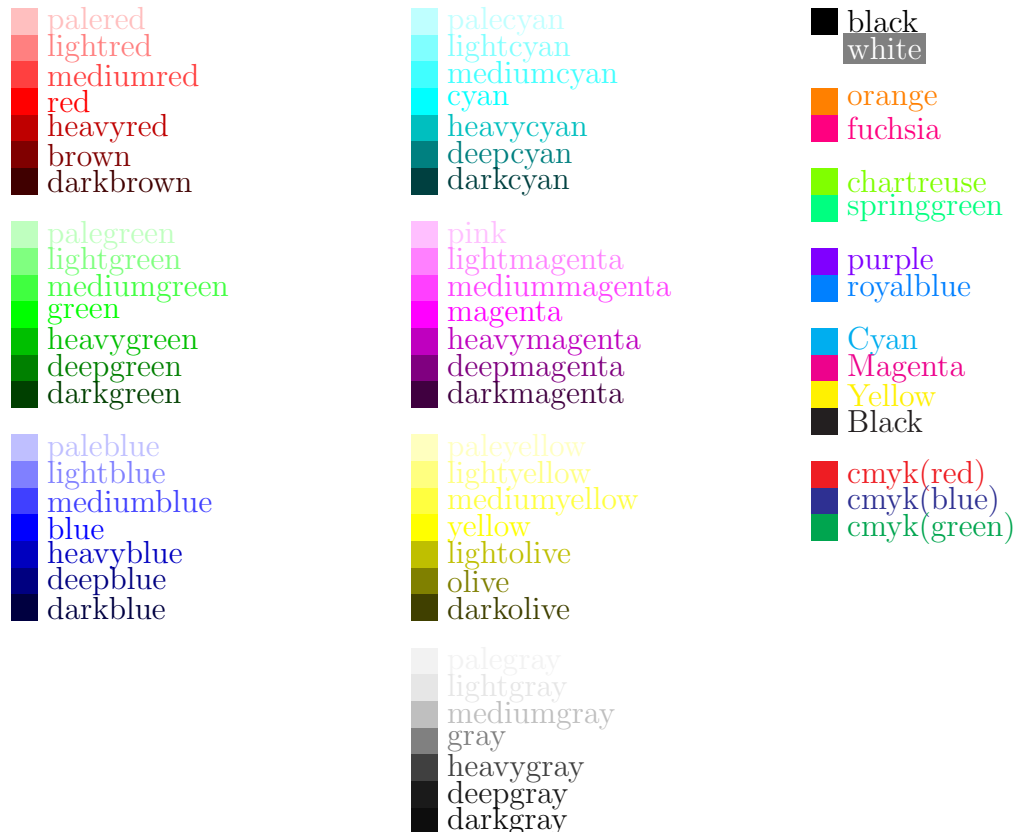 palered
lightred
mediumred
red
heavyred
brown
darkbrown
palegreen
lightgreen
mediumgreen
green
heavygreen
deepgreen
darkgreen
paleblue
lightblue
mediumblue
blue
heavyblue
deepblue
darkblue
palecyan
lightcyan
mediumcyan
cyan
heavycyan
deepcyan
darkcyan
pink
lightmagenta
mediummagenta
magenta
heavymagenta
deepmagenta
darkmagenta
paleyellow
lightyellow
mediumyellow
yellow
lightolive
olive
darkolive
palegray
lightgray
mediumgray
gray
heavygray
deepgray
darkgray
black
white
orange
fuchsia
chartreuse
springgreen
purple
royalblue
Cyan
Magenta
Yellow
Black
cmyk(red)
cmyk(blue)
cmyk(green)